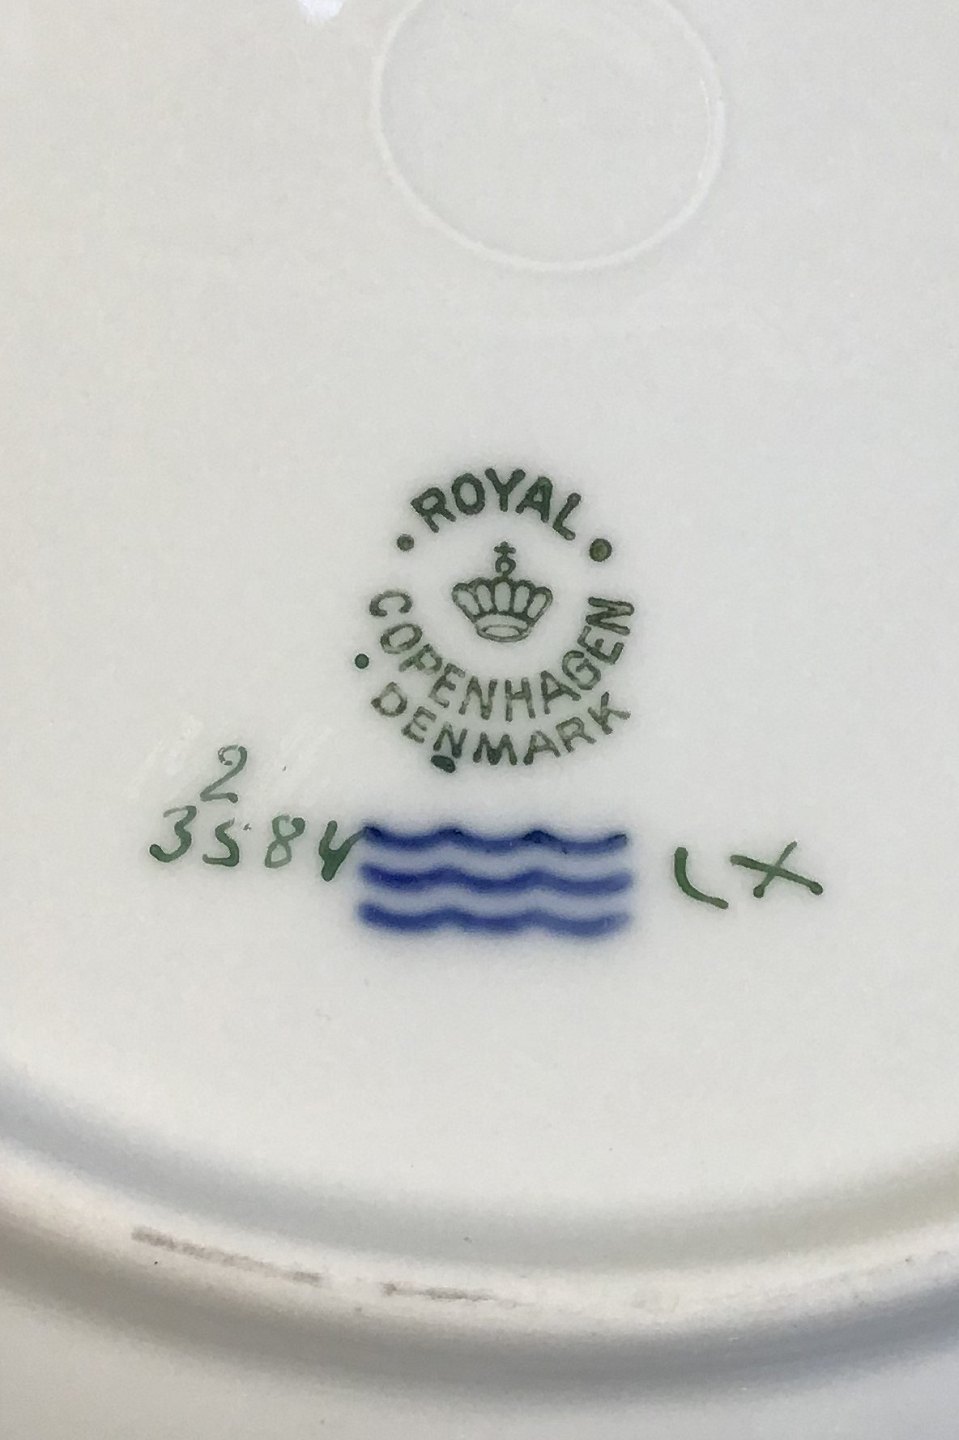 ROYAL
COPENHAGEN
DENMARK
2
3584
LX